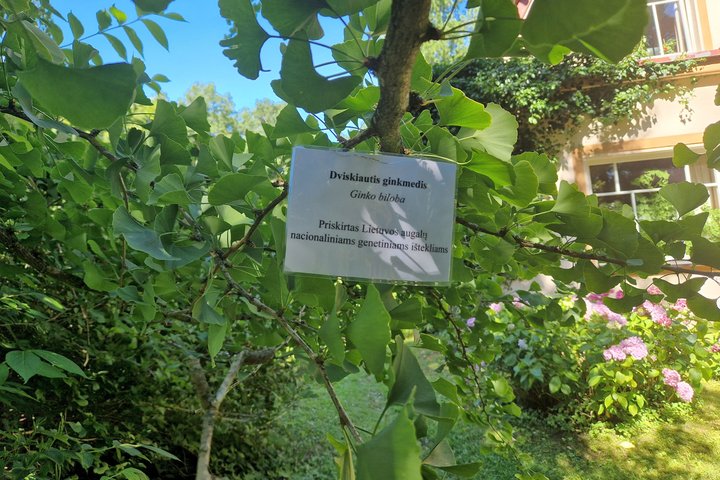 Dviskiautis ginkmedis
Ginko biloba
Priskirtas Lietuvos augalų
nacionaliniams genetiniams ištekliams